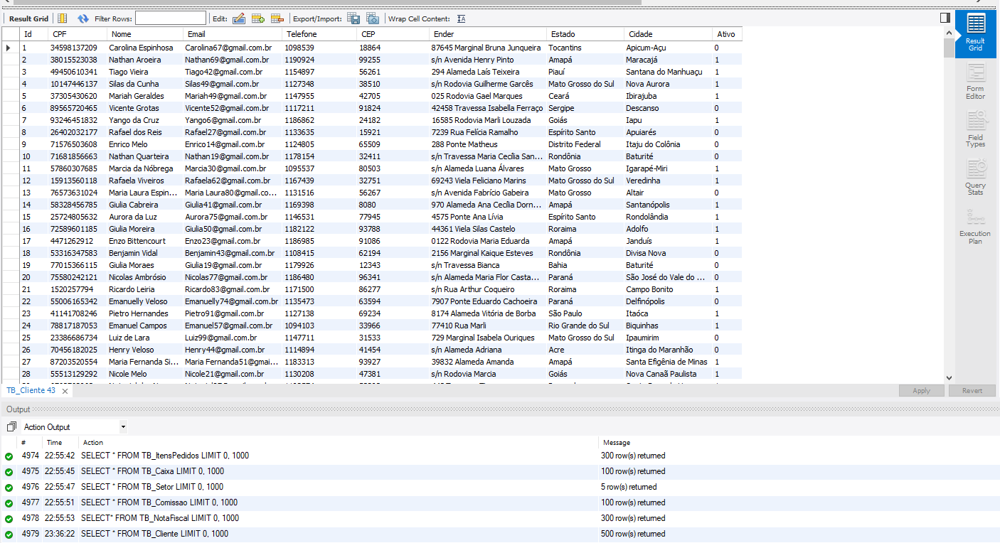 Result Grid Filter Rows: Edit: Export/Import: Wrap Cell Content:
Id CPF Nome Email Telefone CEP Ender Estado Cidade Ativo
1 34598137209 Carolina Espinhosa Carolina67@gmail.com.br 1098539 18864 87645 Marginal Bruna Junqueira Tocantins Apicum-Açu 0
2 38015523038 Nathan Aroeira Nathan69@gmail.com.br 1190924 99255 s/n Avenida Henry Pinto Amapá Maracajá 1
3 49450610341 Tiago Vieira Tiago42@gmail.com.br 1154897 56261 294 Alameda Laís Teixeira Piauí Santana do Manhuaçu 1
4 10147446137 Silas da Cunha Silas49@gmail.com.br 1127348 38510 s/n Rodovia Guilherme Garcês Mato Grosso do Sul Nova Aurora 1
5 37305430620 Mariah Geraldes Mariah49@gmail.com.br 1147955 42705 025 Rodovia Gael Marques Ceará Ibirajuba 1
6 89565720465 Vicente Grotas Vicente52@gmail.com.br 1117211 91824 42458 Travessa Isabella Ferraço Sergipe Descanso 0
7 93246451832 Yango da Cruz Yango6@gmail.com.br 1186862 24182 16585 Rodovia Marli Louzada Goiás Iapu 1
8 26402032177 Rafael dos Reis Rafael27@gmail.com.br 1133635 15921 7239 Rua Felícia Ramalho Espírito Santo Apuiarés 0
9 71576503608 Enrico Melo Enrico14@gmail.com.br 1124805 65509 288 Ponte Matheus Distrito Federal Itaju do Colônia 0
10 71681856663 Nathan Quarteira Nathan19@gmail.com.br 1178154 32411 s/n Travessa Maria Cecília San... Rondônia Baturité 0
11 57860307685 Marcia da Nóbrega Marcia30@gmail.com.br 1095537 80503 s/n Alameda Luana Álvares Mato Grosso Igarapé-Miri 1
12 15913560118 Rafaela Viveiros Rafaela62@gmail.com.br 1167439 32751 69243 Viela Feliciano Marins Mato Grosso do Sul Veredinha 1
13 76573631024 Maria Laura Espin... Maria Laura80@gmail.co... 1131516 56267 s/n Avenida Fabrício Gabeira Mato Grosso Altair 0
14 58328456785 Giulia Cabreira Giulia41@gmail.com.br 1169398 8080 970 Alameda Ana Cecília Dorn... Amapá Santanópolis 1
15 25724805632 Aurora da Luz Aurora75@gmail.com.br 1146531 77945 4575 Ponte Ana Lívia Espírito Santo Rondolândia 1
16 72589601185 Giulia Moreira Giulia50@gmail.com.br 1182122 93788 44361 Viela Silas Castelo Roraima Adolfo 1
17 4471262912 Enzo Bittencourt Enzo23@gmail.com.br 1186985 91086 0122 Rodovia Maria Eduarda Amapá Janduís 1
18 53316347583 Benjamin Vidal Benjamin43@gmail.com.br 1108415 62194 2156 Marginal Kaique Esteves Rondônia Divisa Nova 0
19 77015366115 Giulia Moraes Giulia19@gmail.com.br 1179926 12343 s/n Travessa Bianca Bahia Baturité 0
20 75580242121 Nicolas Ambrósio Nicolas77@gmail.com.br 1186480 96341 s/n Alameda Maria Flor Casta... Paraná São José do Vale do ... 0
21 1520257794 Ricardo Leiria Ricardo83@gmail.com.br 1171500 86277 s/n Rua Arthur Coqueiro Roraima Campo Bonito 1
22 55006165342 Emanuelly Veloso Emanuelly74@gmail.com.br 1135473 63594 7907 Ponte Eduardo Cachoeira Paraná Delfinópolis 0
23 41141708246 Pietro Hernandes Pietro91@gmail.com.br 1127138 69234 8174 Alameda Vitória de Borba São Paulo Itaóca 1
24 78817187053 Emanuel Campos Emanuel57@gmail.com.br 1094103 33966 77410 Rua Marli Rio Grande do Sul Biquinhas 1
25 23386686734 Luiz de Lara Luiz99@gmail.com.br 1147711 31533 729 Marginal Isabela Ouriques Mato Grosso do Sul Ipaumirim 0
26 70456182025 Henry Veloso Henry44@gmail.com.br 1114894 41454 s/n Alameda Adriana Acre Itinga do Maranhão 0
27 87203520554 Maria Fernanda Si... Maria Fernanda51@gmai... 1183313 93927 39832 Alameda Amanda Amapá Santa Efigênia de Minas 1
28 55513129292 Nicole Melo Nicole21@gmail.com.br 1130208 47381 s/n Rodovia Marcia Goiás Nova Canaã Paulista 1
Result
Grid
Form
Editor
Field
Types
Query
Stats
Execution
Plan
TB_Cliente 43 Apply Revert
Output
Action Output
# Time Action Message
4974 22:55:42 SELECT * FROM TB_ItensPedidos LIMIT 0, 1000 300 row(s) returned
4975 22:55:45 SELECT * FROM TB_Caixa LIMIT 0, 1000 100 row(s) returned
4976 22:55:47 SELECT * FROM TB_Setor LIMIT 0, 1000 5 row(s) returned
4977 22:55:51 SELECT * FROM TB_Comissao LIMIT 0, 1000 100 row(s) returned
4978 22:55:53 SELECT* FROM TB_NotaFiscal LIMIT 0, 1000 300 row(s) returned
4979 23:36:22 SELECT * FROM TB_Cliente LIMIT 0, 1000 500 row(s) returned